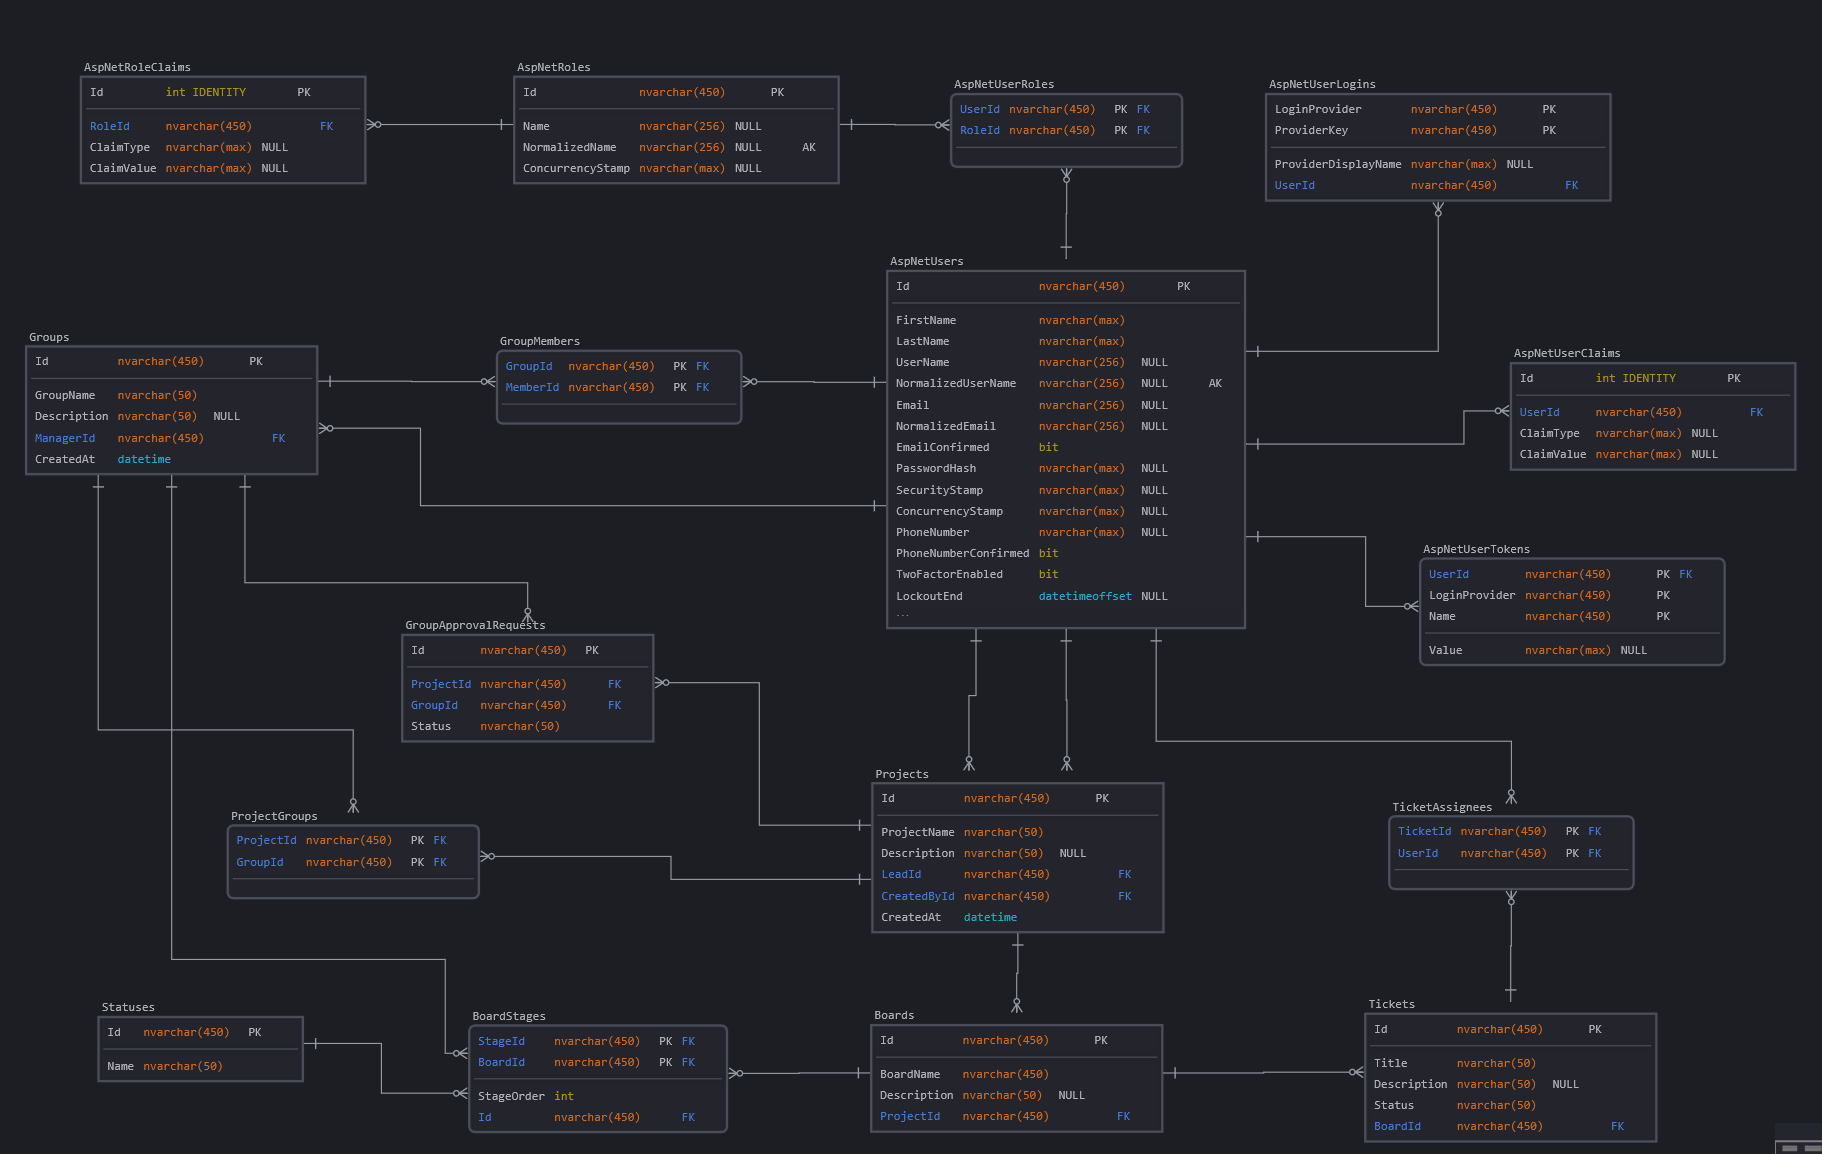 AspNetRoleClaims
Id int IDENTITY PK
RoleId nvarchar(450) FK
ClaimType nvarchar(max) NULL
ClaimValue nvarchar(max) NULL
AspNetRoles
Id nvarchar(450) PK
Name nvarchar(256) NULL
NormalizedName nvarchar(256) NULL AK
ConcurrencyStamp nvarchar(max) NULL
AspNetUserRoles
UserId nvarchar(450) PK FK
RoleId nvarchar(450) PK FK
AspNetUserLogins
LoginProvider nvarchar(450) PK
ProviderKey nvarchar(450) PK
ProviderDisplayName nvarchar(max) NULL
UserId nvarchar(450) FK
Groups
Id nvarchar(450) PK
GroupName nvarchar(50)
Description nvarchar(50) NULL
ManagerId nvarchar(450) FK
CreatedAt datetime
GroupMembers
GroupId nvarchar(450) PK FK
MemberId nvarchar(450) PK FK
AspNetUsers
Id nvarchar(450) PK
FirstName nvarchar(max)
LastName nvarchar(max)
UserName nvarchar(256) NULL
NormalizedUserName nvarchar(256) NULL AK
Email nvarchar(256) NULL
NormalizedEmail nvarchar(256) NULL
EmailConfirmed bit
PasswordHash nvarchar(max) NULL
SecurityStamp nvarchar(max) NULL
ConcurrencyStamp nvarchar(max) NULL
PhoneNumber nvarchar(max) NULL
PhoneNumberConfirmed bit
TwoFactorEnabled bit
LockoutEnd datetimeoffset NULL
...
AspNetUserClaims
Id int IDENTITY PK
UserId nvarchar(450) FK
ClaimType nvarchar(max) NULL
ClaimValue nvarchar(max) NULL
AspNetUserTokens
UserId nvarchar(450) PK FK
LoginProvider nvarchar(450) PK
Name nvarchar(450) PK
Value nvarchar(max) NULL
GroupApprovalRequests
Id nvarchar(450) PK
ProjectId nvarchar(450) FK
GroupId nvarchar(450) FK
Status nvarchar(50)
ProjectGroups
ProjectId nvarchar(450) PK FK
GroupId nvarchar(450) PK FK
Projects
Id nvarchar(450) PK
ProjectName nvarchar(50)
Description nvarchar(50) NULL
LeadId nvarchar(450) FK
CreatedById nvarchar(450) FK
CreatedAt datetime
TicketAssignees
TicketId nvarchar(450) PK FK
UserId nvarchar(450) PK FK
Statuses
Id nvarchar(450) PK
Name nvarchar(50)
BoardStages
StageId nvarchar(450) PK FK
BoardId nvarchar(450) PK FK
StageOrder int
Id nvarchar(450) FK
Boards
Id nvarchar(450) PK
BoardName nvarchar(450)
Description nvarchar(50) NULL
ProjectId nvarchar(450) FK
Tickets
Id nvarchar(450) PK
Title nvarchar(50)
Description nvarchar(50) NULL
Status nvarchar(50)
BoardId nvarchar(450) FK